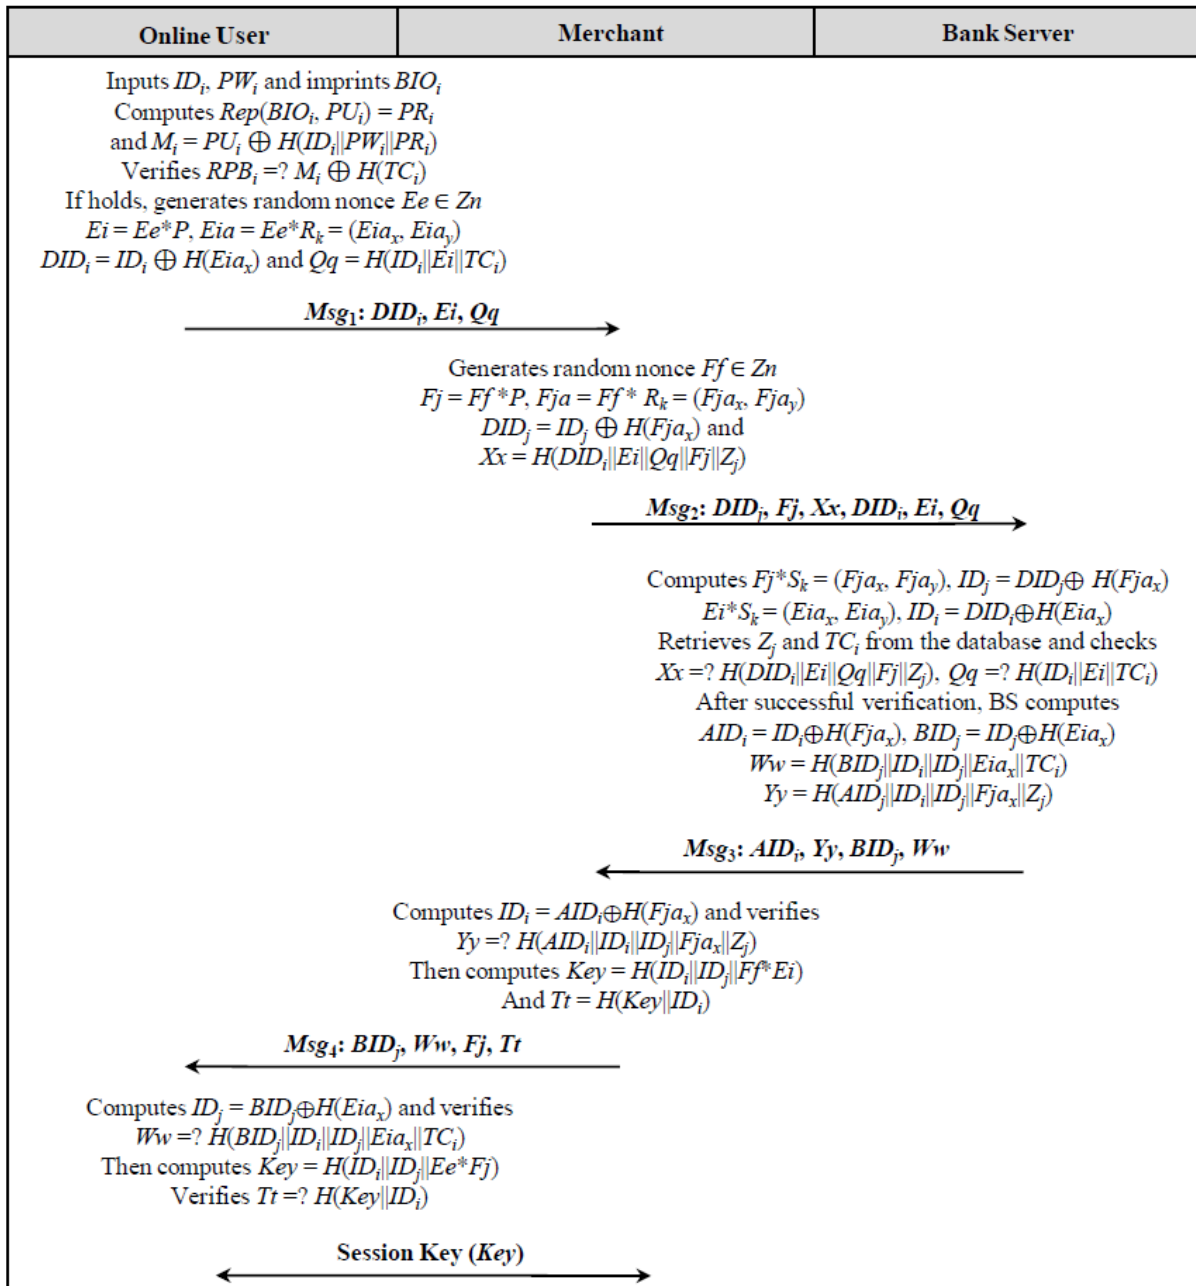 Online User
Merchant
Bank Server
Inputs IDᵢ, PWᵢ and imprints BIOᵢ
Computes Rep(BIOᵢ, PUᵢ) = PRᵢ
and Mᵢ = PUᵢ ⊕ H(IDᵢ||PWᵢ||PRᵢ)
Verifies RPBᵢ =? Mᵢ ⊕ H(TCᵢ)
If holds, generates random nonce Ee ∈ Zn
Ei = Ee*P, Eia = Ee*Rₖ = (Eiaₓ, Eia_y)
DIDᵢ = IDᵢ ⊕ H(Eiaₓ) and Qq = H(IDᵢ||Ei||TCᵢ)
Msg₁: DIDᵢ, Ei, Qq
Generates random nonce Ff ∈ Zn
Fj = Ff *P, Fja = Ff * Rₖ = (Fjaₓ, Fja_y)
DIDⱼ = IDⱼ ⊕ H(Fjaₓ) and
Xx = H(DIDᵢ||Ei||Qq||Fj||Zⱼ)
Msg₂: DIDⱼ, Fj, Xx, DIDᵢ, Ei, Qq
Computes Fj*Sₖ = (Fjaₓ, Fja_y), IDⱼ = DIDⱼ⊕ H(Fjaₓ)
Ei*Sₖ = (Eiaₓ, Eia_y), IDᵢ = DIDᵢ⊕H(Eiaₓ)
Retrieves Zⱼ and TCᵢ from the database and checks
Xx =? H(DIDᵢ||Ei||Qq||Fj||Zⱼ), Qq =? H(IDᵢ||Ei||TCᵢ)
After successful verification, BS computes
AIDᵢ = IDᵢ⊕H(Fjaₓ), BIDⱼ = IDⱼ⊕H(Eiaₓ)
Ww = H(BIDⱼ||IDᵢ||IDⱼ||Eiaₓ||TCᵢ)
Yy = H(AIDⱼ||IDᵢ||IDⱼ||Fjaₓ||Zⱼ)
Msg₃: AIDᵢ, Yy, BIDⱼ, Ww
Computes IDᵢ = AIDᵢ⊕H(Fjaₓ) and verifies
Yy =? H(AIDᵢ||IDᵢ||IDⱼ||Fjaₓ||Zⱼ)
Then computes Key = H(IDᵢ||IDⱼ||Ff*Ei)
And Tt = H(Key||IDᵢ)
Msg₄: BIDⱼ, Ww, Fj, Tt
Computes IDⱼ = BIDⱼ⊕H(Eiaₓ) and verifies
Ww =? H(BIDⱼ||IDᵢ||IDⱼ||Eiaₓ||TCᵢ)
Then computes Key = H(IDᵢ||IDⱼ||Ee*Fj)
Verifies Tt =? H(Key||IDᵢ)
Session Key (Key)